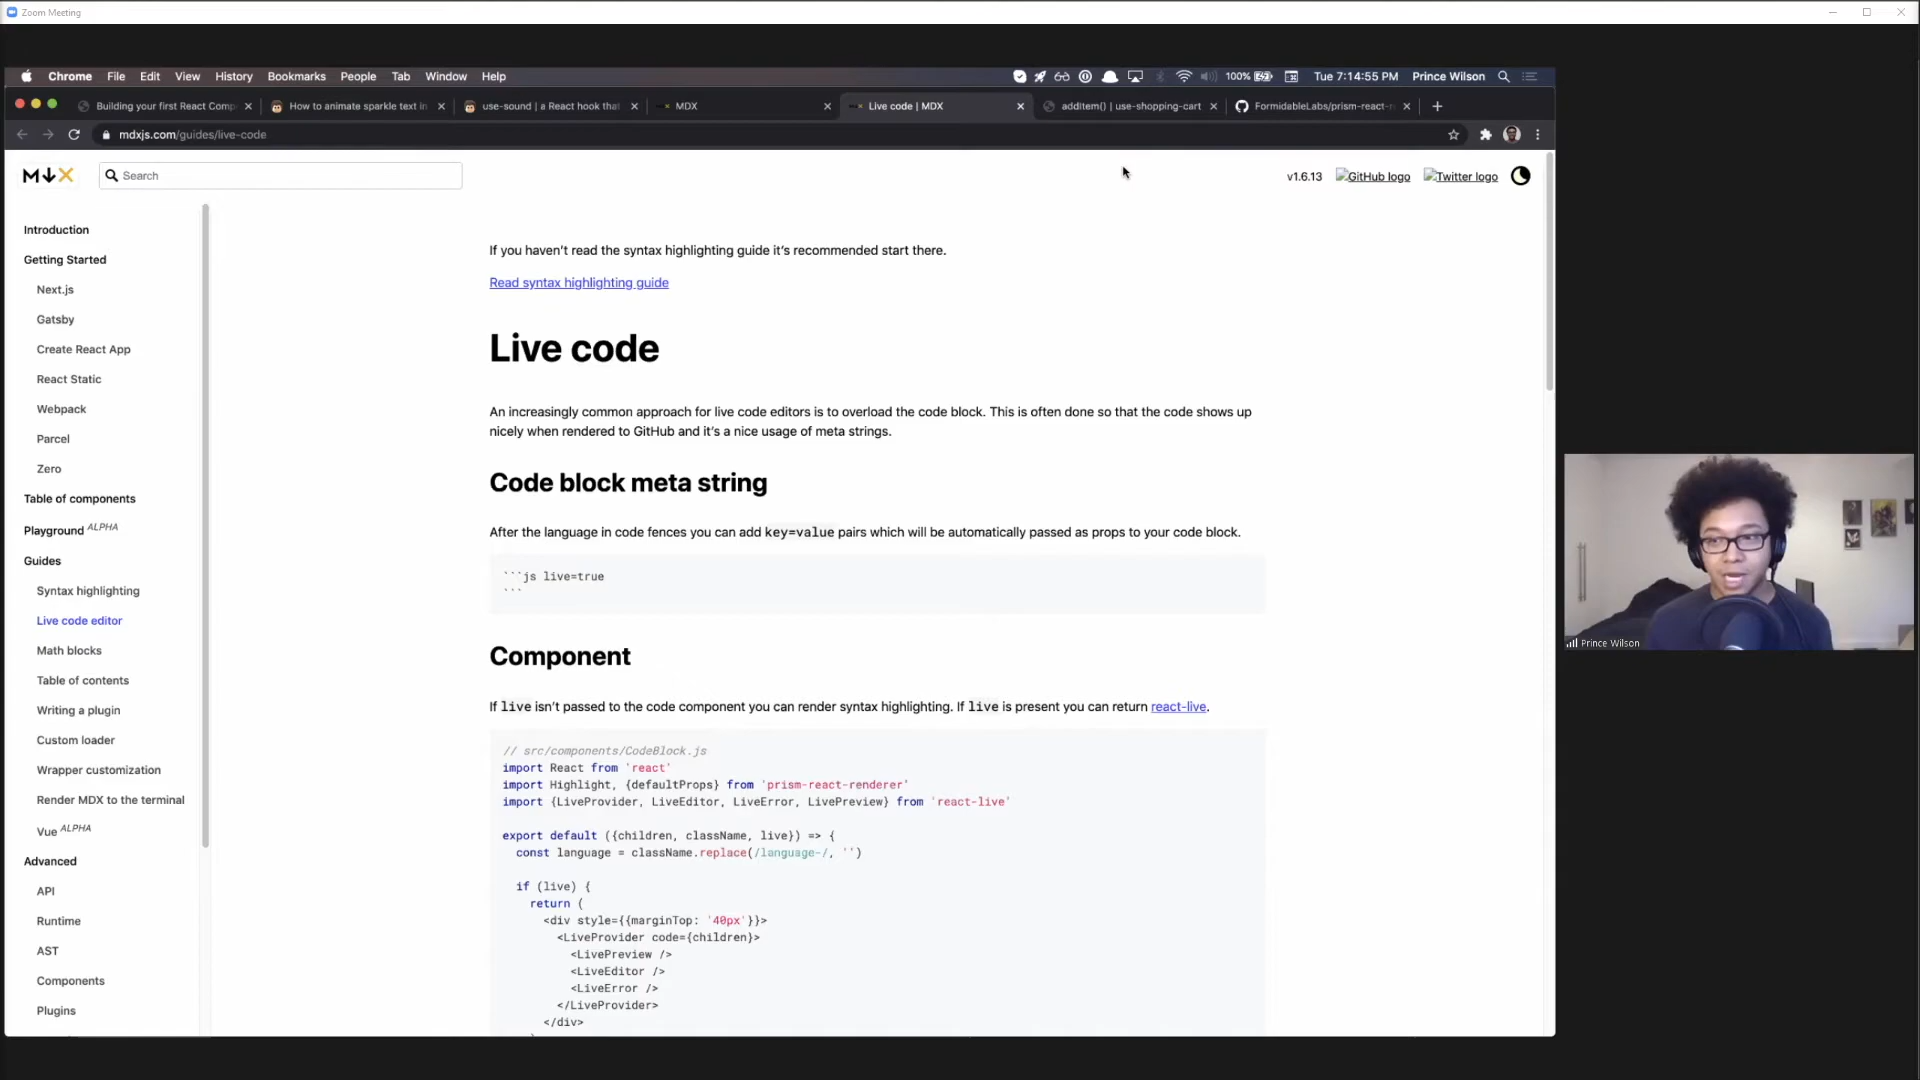 Zoom Meeting
Chrome File Edit View History Bookmarks People Tab Window Help
100% Tue 7:14:55 PM Prince Wilson
Building your first React Comp
How to animate sparkle text in
use-sound | a React hook that
MDX
Live code | MDX
addItem() | use-shopping-cart
FormidableLabs/prism-react-r
mdxjs.com/guides/live-code
M↓X
Search
v1.6.13
GitHub logo
Twitter logo
Introduction
Getting Started
Next.js
Gatsby
Create React App
React Static
Webpack
Parcel
Zero
Table of components
Playground ALPHA
Guides
Syntax highlighting
Live code editor
Math blocks
Table of contents
Writing a plugin
Custom loader
Wrapper customization
Render MDX to the terminal
Vue ALPHA
Advanced
API
Runtime
AST
Components
Plugins
If you haven’t read the syntax highlighting guide it’s recommended start there.
Read syntax highlighting guide
Live code
An increasingly common approach for live code editors is to overload the code block. This is often done so that the code shows up
nicely when rendered to GitHub and it’s a nice usage of meta strings.
Code block meta string
After the language in code fences you can add key=value pairs which will be automatically passed as props to your code block.
```js live=true
```
Component
If live isn’t passed to the code component you can render syntax highlighting. If live is present you can return react-live.
// src/components/CodeBlock.js
import React from 'react'
import Highlight, {defaultProps} from 'prism-react-renderer'
import {LiveProvider, LiveEditor, LiveError, LivePreview} from 'react-live'
export default ({children, className, live}) => {
const language = className.replace(/language-/, '')
if (live) {
return (
<div style={{marginTop: '40px'}}>
<LiveProvider code={children}>
<LivePreview />
<LiveEditor />
<LiveError />
</LiveProvider>
</div>
Prince Wilson